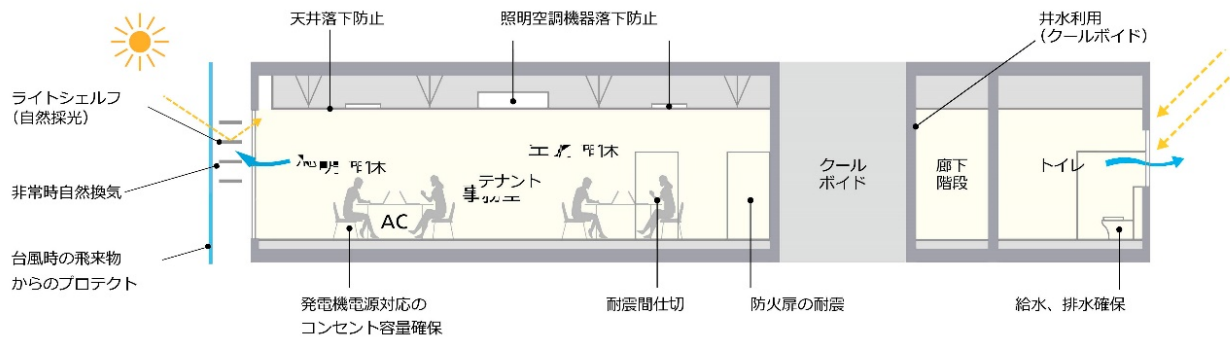 天井落下防止
照明空調機器落下防止
井水利用
（クールボイド）
ライトシェルフ
（自然採光）
非常時自然換気
台風時の飛来物
からのプロテクト
テナント
AC
クール
ボイド
廊下
階段
トイレ
発電機電源対応の
コンセント容量確保
耐震間仕切
防火扉の耐震
給水、排水確保